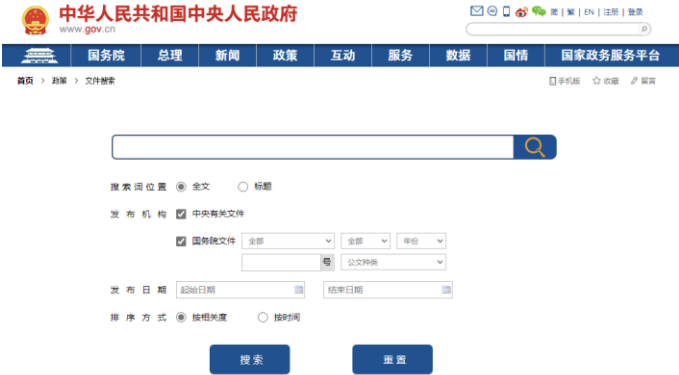 中华人民共和国中央人民政府
www.gov.cn
简 | 繁 | EN | 注册 | 登录
国务院 总理 新闻 政策 互动 服务 数据 国情 国家政务服务平台
首页 > 政策 > 文件搜索
手机版 收藏 留言
搜索词位置 全文 标题
发布机构 中央有关文件
国务院文件 全部 全部 年份
号 公文种类
发布日期 起始日期 结束日期
排序方式 按相关度 按时间
搜索 重置